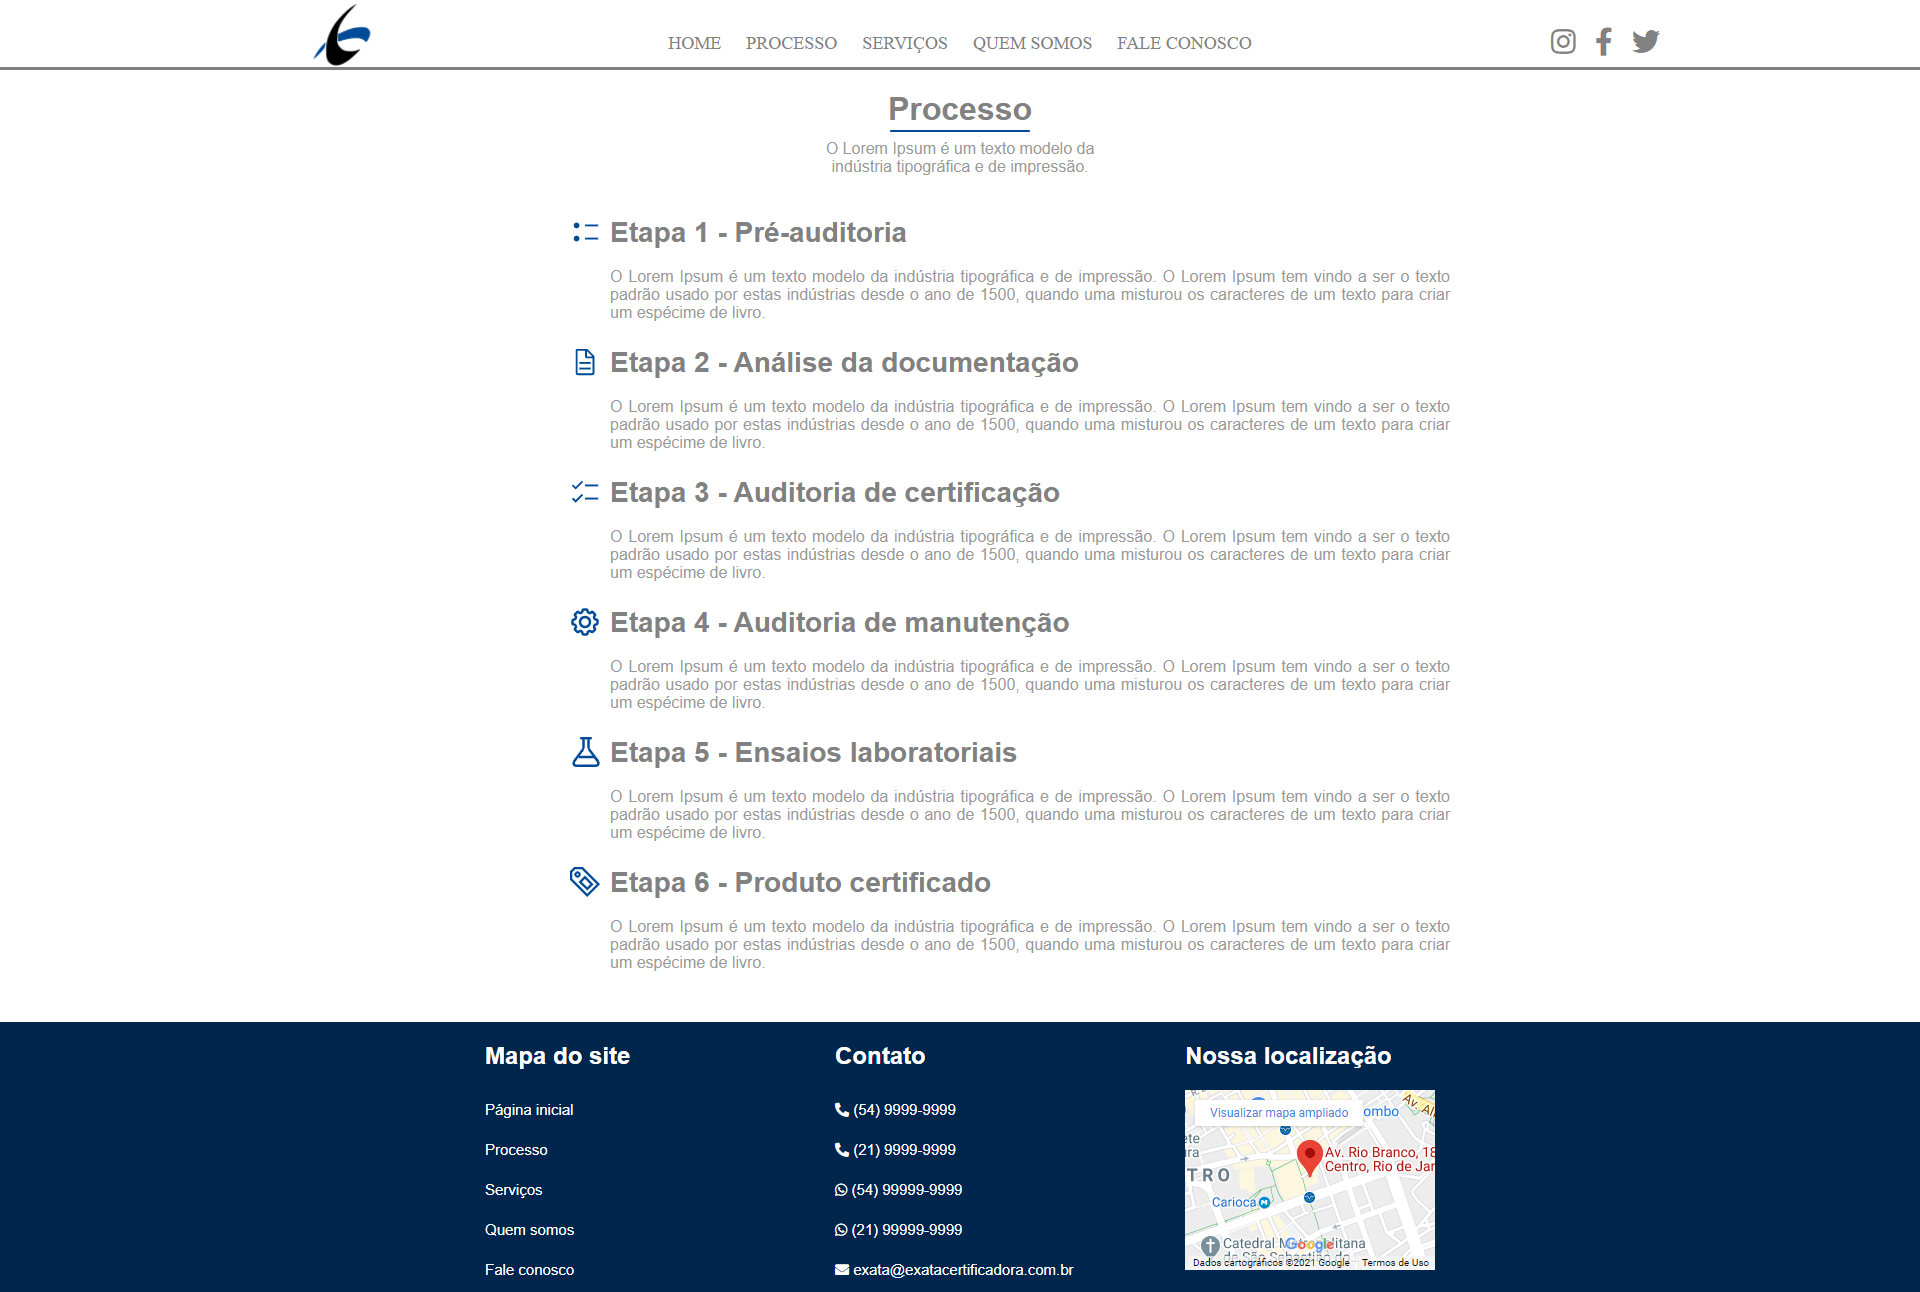 HOME PROCESSO SERVIÇOS QUEM SOMOS FALE CONOSCO
Processo
O Lorem Ipsum é um texto modelo da
indústria tipográfica e de impressão.
Etapa 1 - Pré-auditoria
O Lorem Ipsum é um texto modelo da indústria tipográfica e de impressão. O Lorem Ipsum tem vindo a ser o texto
padrão usado por estas indústrias desde o ano de 1500, quando uma misturou os caracteres de um texto para criar
um espécime de livro.
Etapa 2 - Análise da documentação
O Lorem Ipsum é um texto modelo da indústria tipográfica e de impressão. O Lorem Ipsum tem vindo a ser o texto
padrão usado por estas indústrias desde o ano de 1500, quando uma misturou os caracteres de um texto para criar
um espécime de livro.
Etapa 3 - Auditoria de certificação
O Lorem Ipsum é um texto modelo da indústria tipográfica e de impressão. O Lorem Ipsum tem vindo a ser o texto
padrão usado por estas indústrias desde o ano de 1500, quando uma misturou os caracteres de um texto para criar
um espécime de livro.
Etapa 4 - Auditoria de manutenção
O Lorem Ipsum é um texto modelo da indústria tipográfica e de impressão. O Lorem Ipsum tem vindo a ser o texto
padrão usado por estas indústrias desde o ano de 1500, quando uma misturou os caracteres de um texto para criar
um espécime de livro.
Etapa 5 - Ensaios laboratoriais
O Lorem Ipsum é um texto modelo da indústria tipográfica e de impressão. O Lorem Ipsum tem vindo a ser o texto
padrão usado por estas indústrias desde o ano de 1500, quando uma misturou os caracteres de um texto para criar
um espécime de livro.
Etapa 6 - Produto certificado
O Lorem Ipsum é um texto modelo da indústria tipográfica e de impressão. O Lorem Ipsum tem vindo a ser o texto
padrão usado por estas indústrias desde o ano de 1500, quando uma misturou os caracteres de um texto para criar
um espécime de livro.
Mapa do site
Página inicial
Processo
Serviços
Quem somos
Fale conosco
Contato
(54) 9999-9999
(21) 9999-9999
(54) 99999-9999
(21) 99999-9999
exata@exatacertificadora.com.br
Nossa localização
Av. Al
Visualizar mapa ampliado
ombo
ete
ra
Av. Rio Branco, 18
Centro, Rio de Jar
TRO
Carioca
Catedral Metropolitana
de São Sebastião do
Google
Dados cartográficos ©2021 Google Termos de Uso